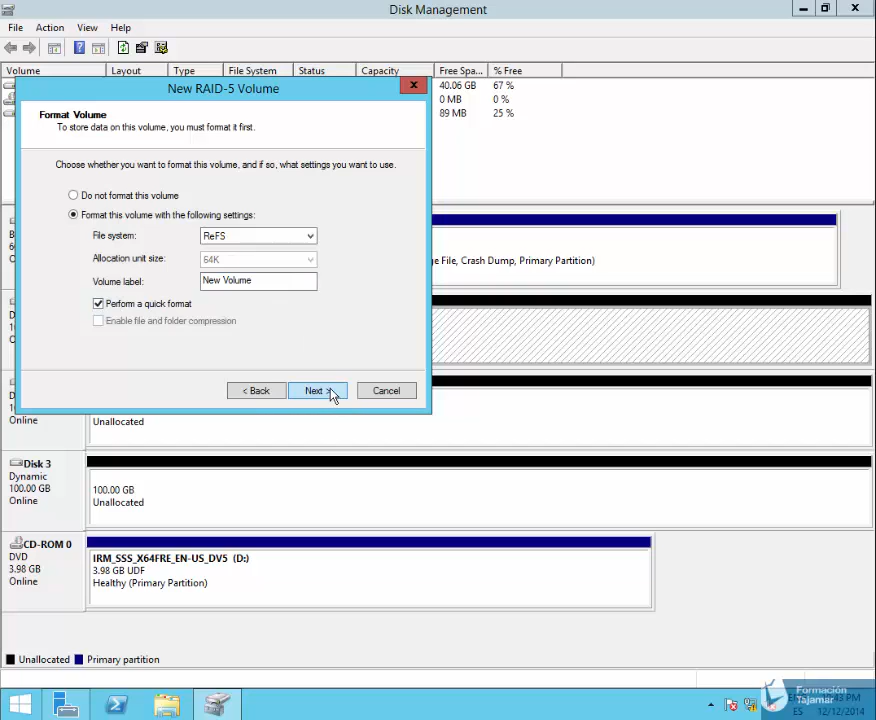 Disk Management
File Action View Help
Volume Layout Type File System Status Capacity Free Spa... % Free
40.06 GB 67 %
0 MB 0 %
89 MB 25 %
New RAID-5 Volume
Format Volume
To store data on this volume, you must format it first.
Choose whether you want to format this volume, and if so, what settings you want to use.
Do not format this volume
Format this volume with the following settings:
File system: ReFS
Allocation unit size: 64K
Volume label: New Volume
Perform a quick format
Enable file and folder compression
< Back Next > Cancel
ge File, Crash Dump, Primary Partition)
Online
Unallocated
Disk 3
Dynamic
100.00 GB
Online
100.00 GB
Unallocated
CD-ROM 0
DVD
3.98 GB
Online
IRM_SSS_X64FRE_EN-US_DV5 (D:)
3.98 GB UDF
Healthy (Primary Partition)
Unallocated Primary partition
Formación
Tajamar
ES 12/12/2014